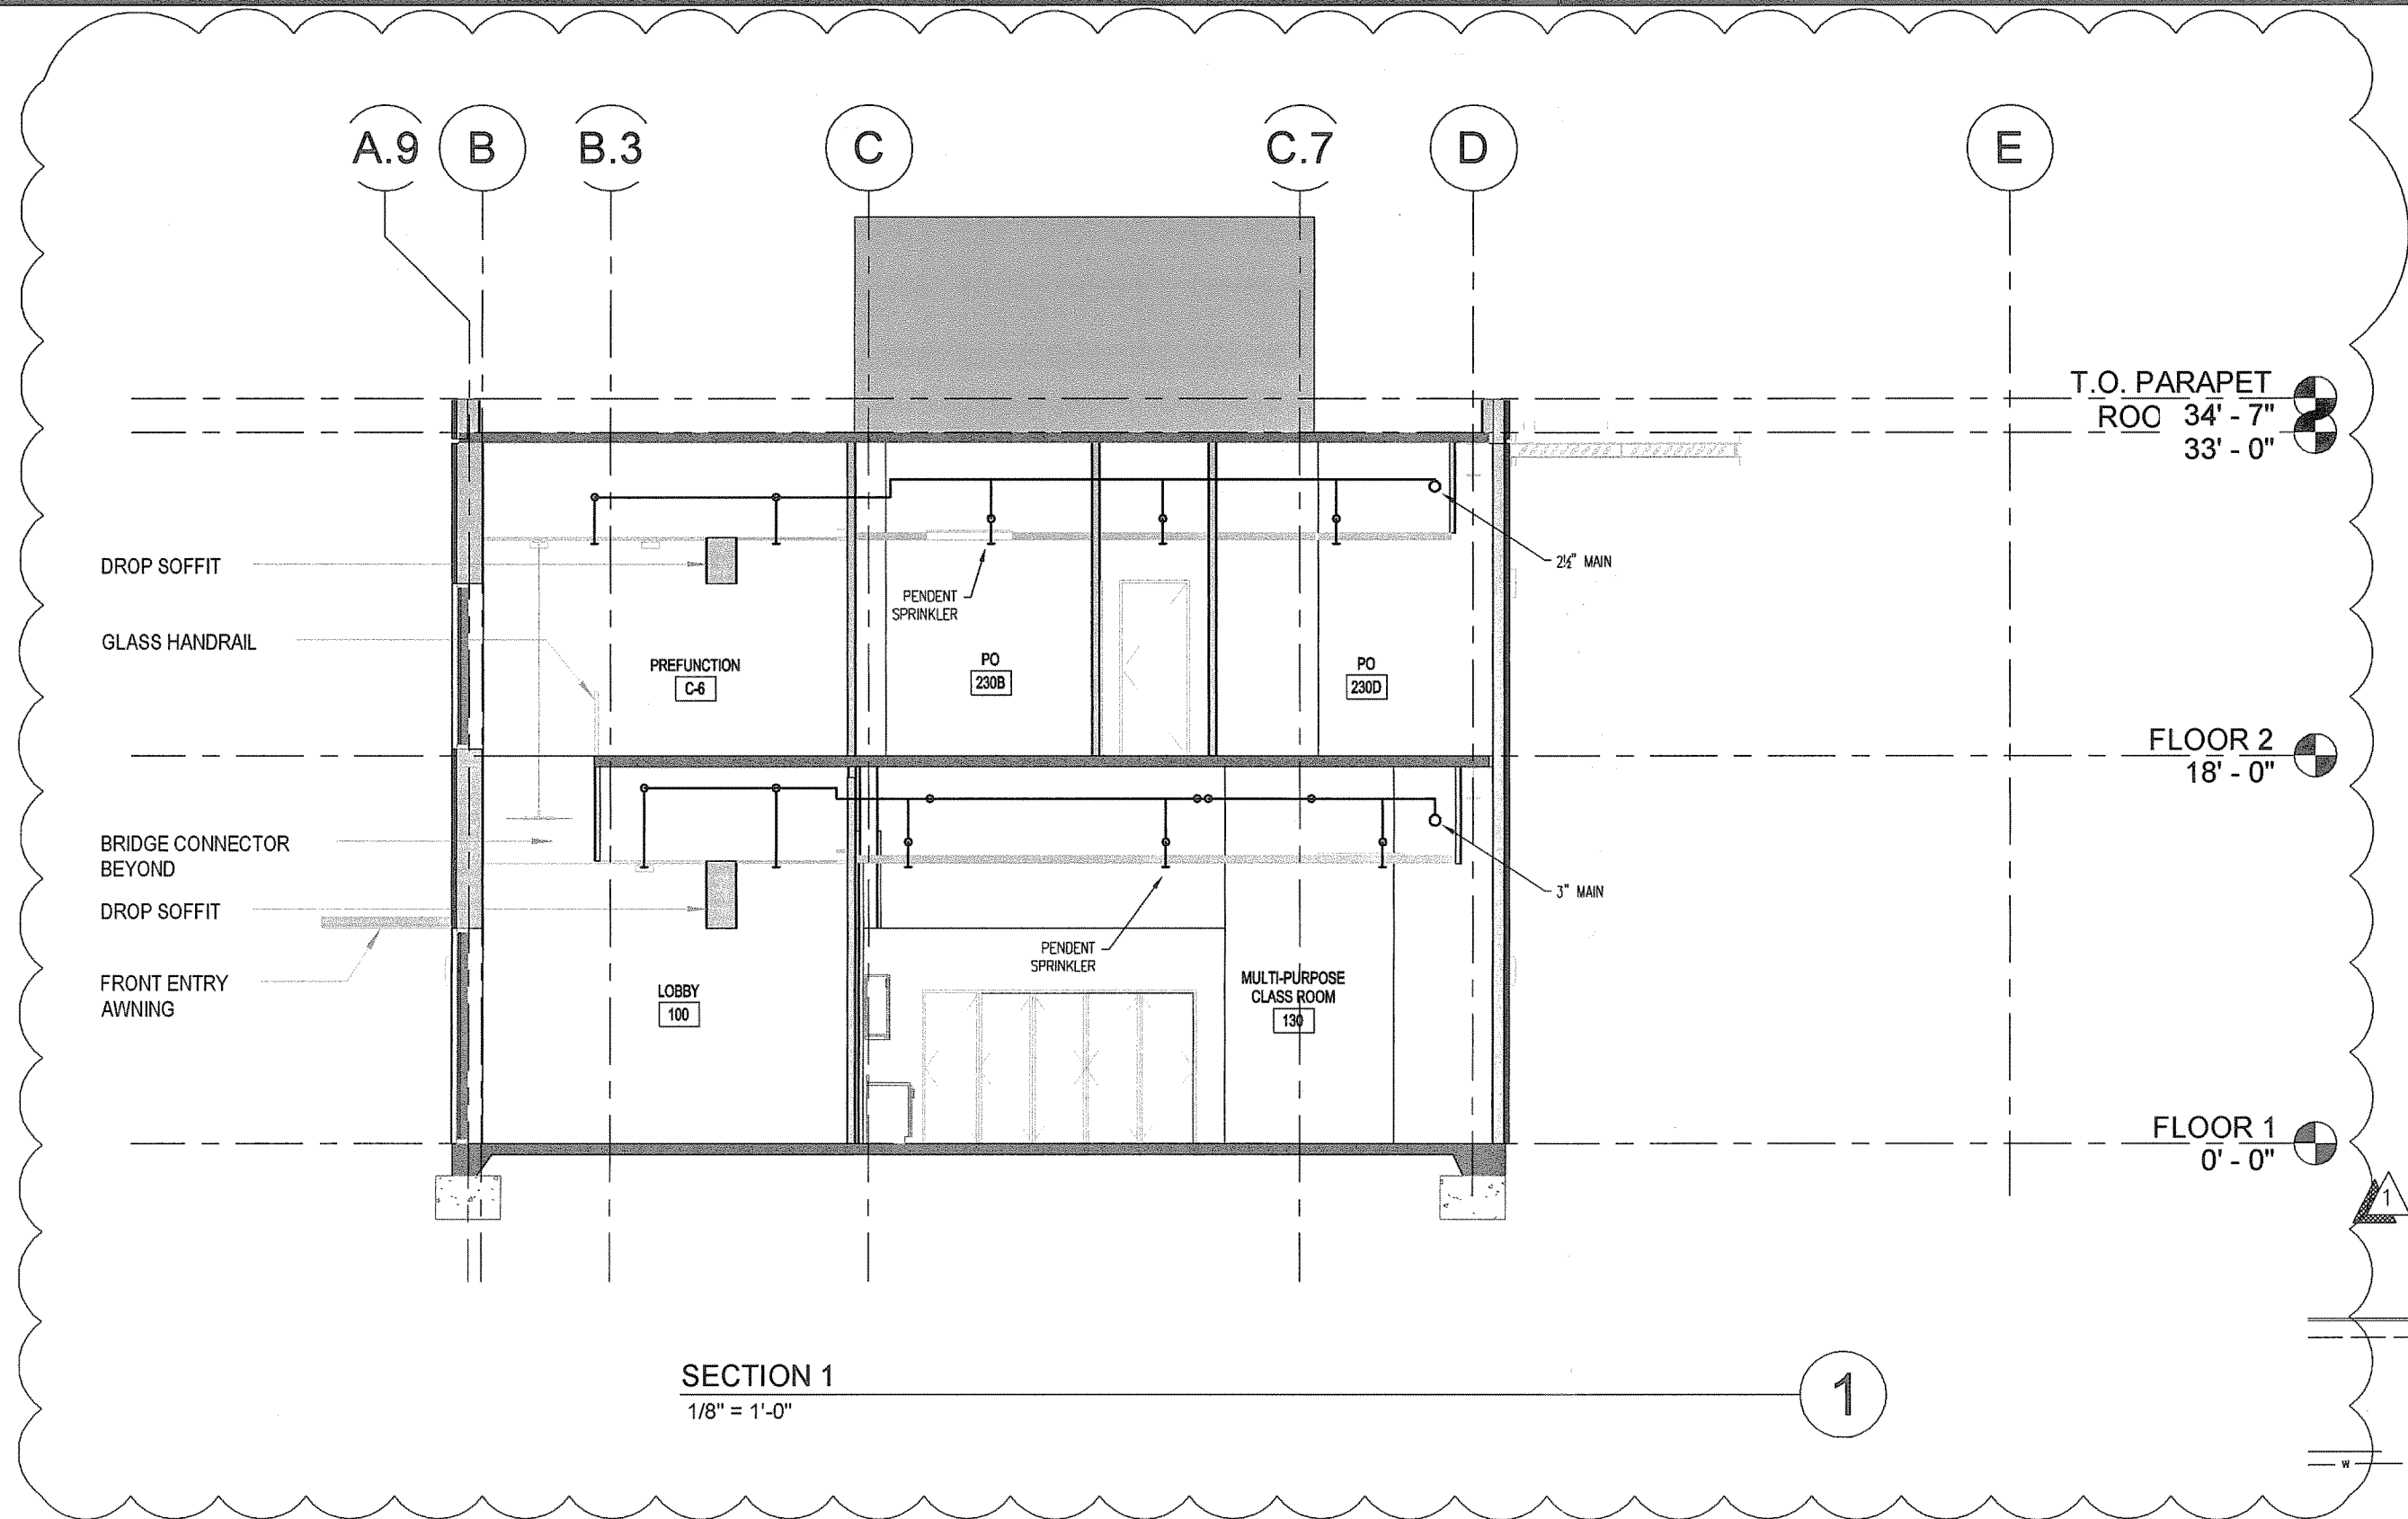 A.9
B
B.3
C
C.7
D
E
T.O. PARAPET
34' - 7"
ROO
33' - 0"
DROP SOFFIT
2½" MAIN
PENDENT
SPRINKLER
GLASS HANDRAIL
PREFUNCTION
C-6
PO
230B
PO
230D
FLOOR 2
18' - 0"
BRIDGE CONNECTOR
BEYOND
DROP SOFFIT
3" MAIN
PENDENT
SPRINKLER
FRONT ENTRY
AWNING
LOBBY
100
MULTI-PURPOSE
CLASS ROOM
130
FLOOR 1
0' - 0"
1
SECTION 1
1/8" = 1'-0"
1
W